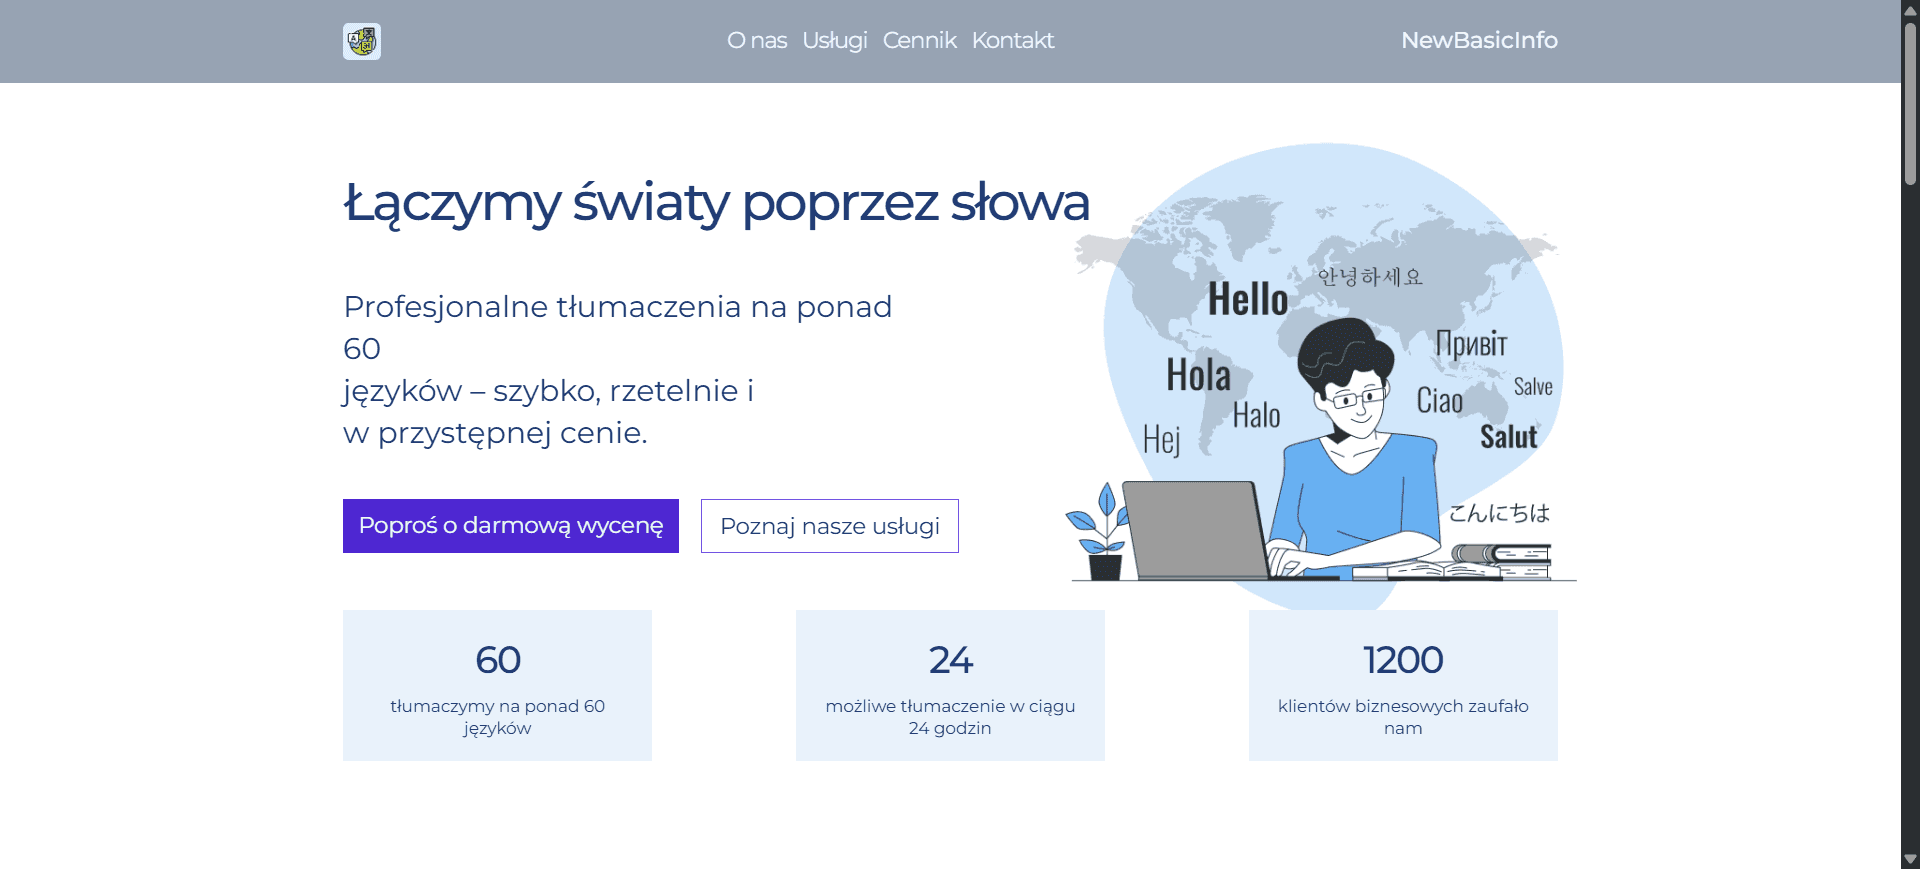 O nas Usługi Cennik Kontakt
NewBasicInfo
Łączymy światy poprzez słowa
Profesjonalne tłumaczenia na ponad
60
języków – szybko, rzetelnie i
w przystępnej cenie.
Poproś o darmową wycenę
Poznaj nasze usługi
안녕하세요
Hello
Привіт
Hola
Salve
Ciao
Halo
Hej
Salut
こんにちは
60
tłumaczymy na ponad 60
języków
24
możliwe tłumaczenie w ciągu
24 godzin
1200
klientów biznesowych zaufało
nam